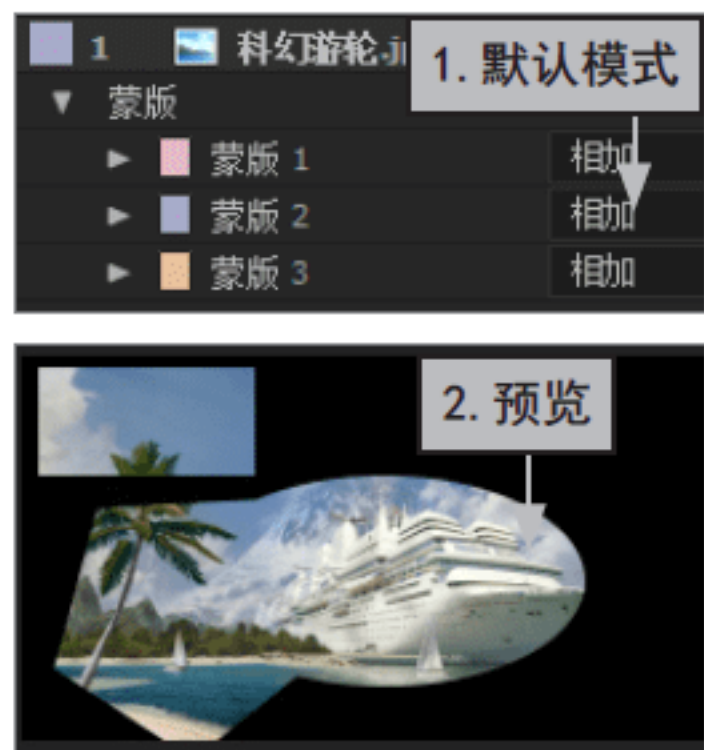 1 科幻游轮.j
1. 默认模式
蒙版
蒙版 1 相加
蒙版 2 相加
蒙版 3 相加
2. 预览